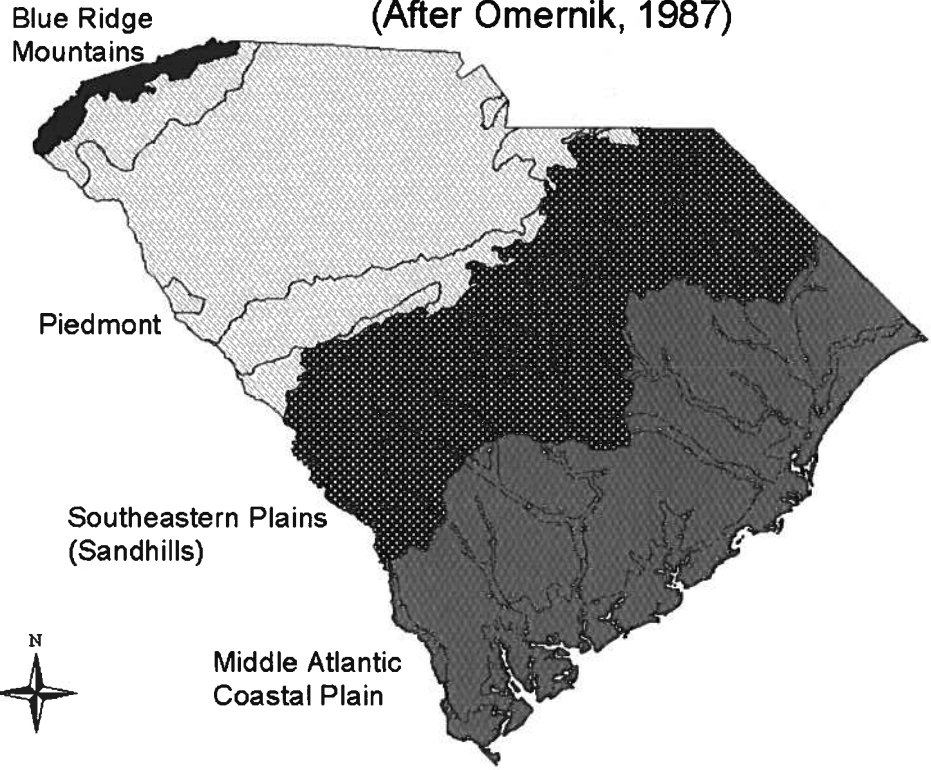 (After Omernik, 1987)
Blue Ridge
Mountains
Piedmont
Southeastern Plains
(Sandhills)
Middle Atlantic
Coastal Plain
N